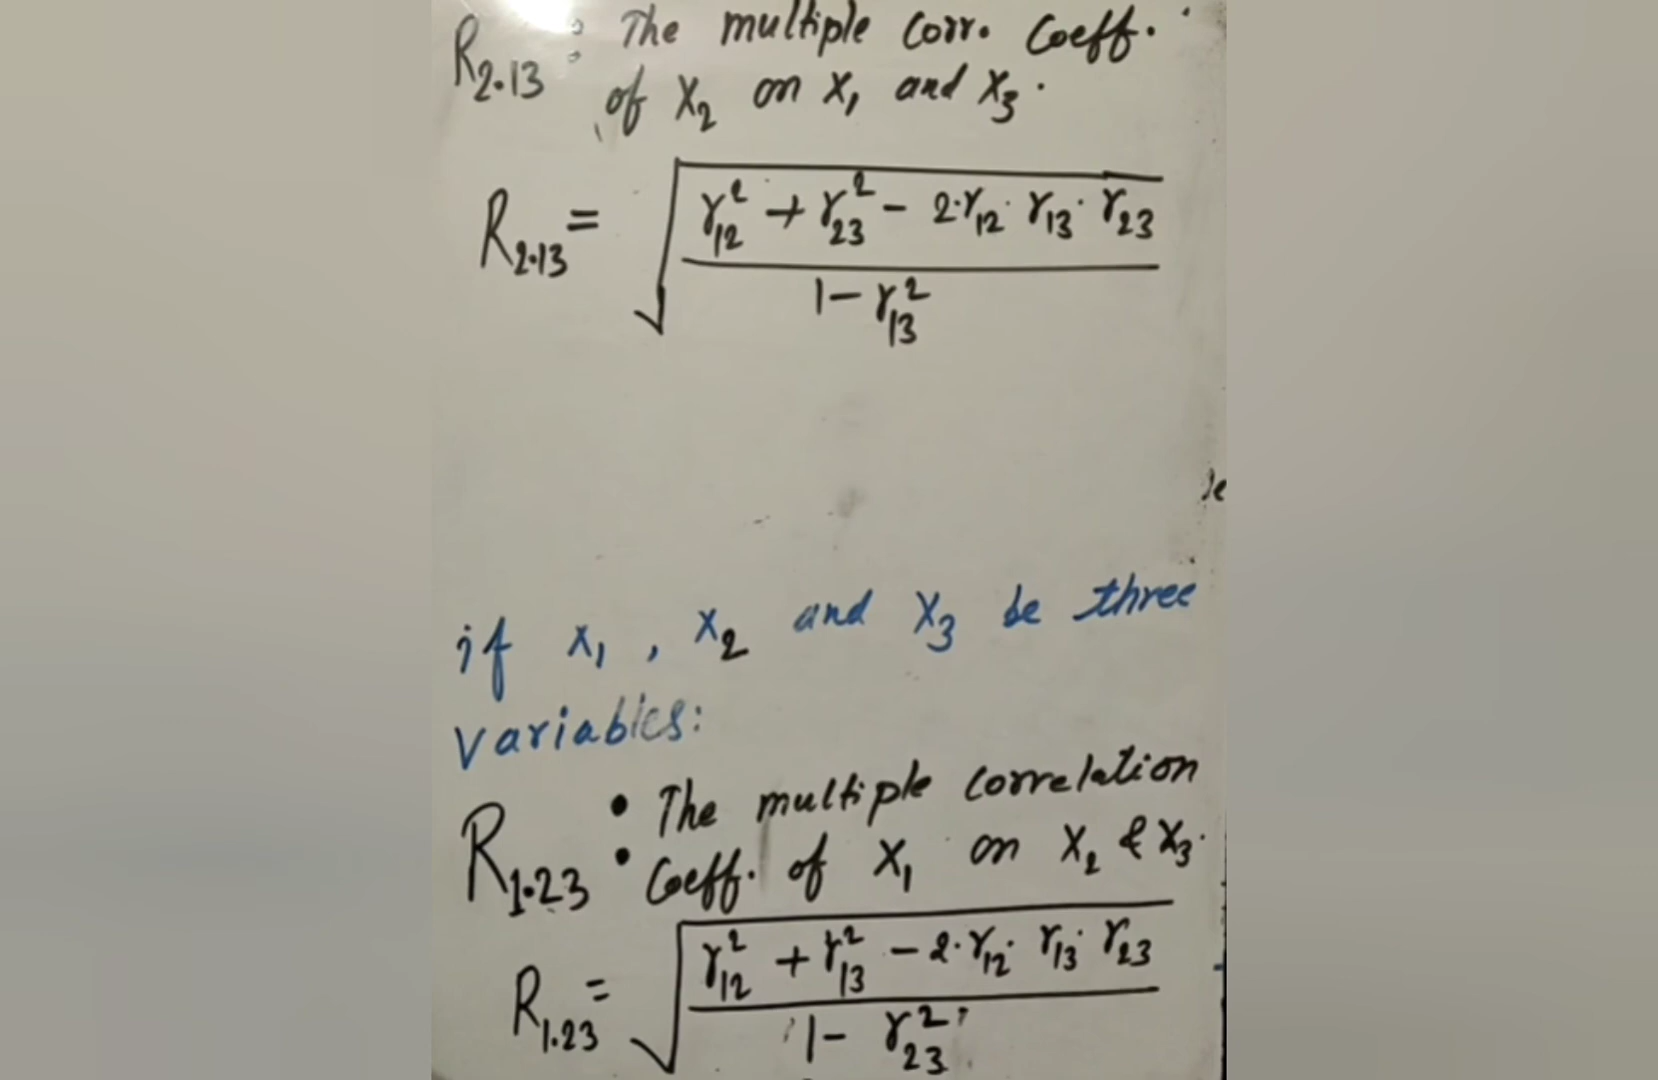 R₂.₁₃ : The multiple Corr. Coeff.
of X₂ on X₁ and X₃.
R₂.₁₃ = √((r₁₂² + r₂₃² - 2·r₁₂·r₁₃·r₂₃) / (1 - r₁₃²))
if X₁, X₂ and X₃ be three
variables:
R₁.₂₃ : The multiple correlation
Coeff. of X₁ on X₂ & X₃.
R₁.₂₃ = √((r₁₂² + r₁₃² - 2·r₁₂·r₁₃·r₂₃) / (1 - r₂₃²))